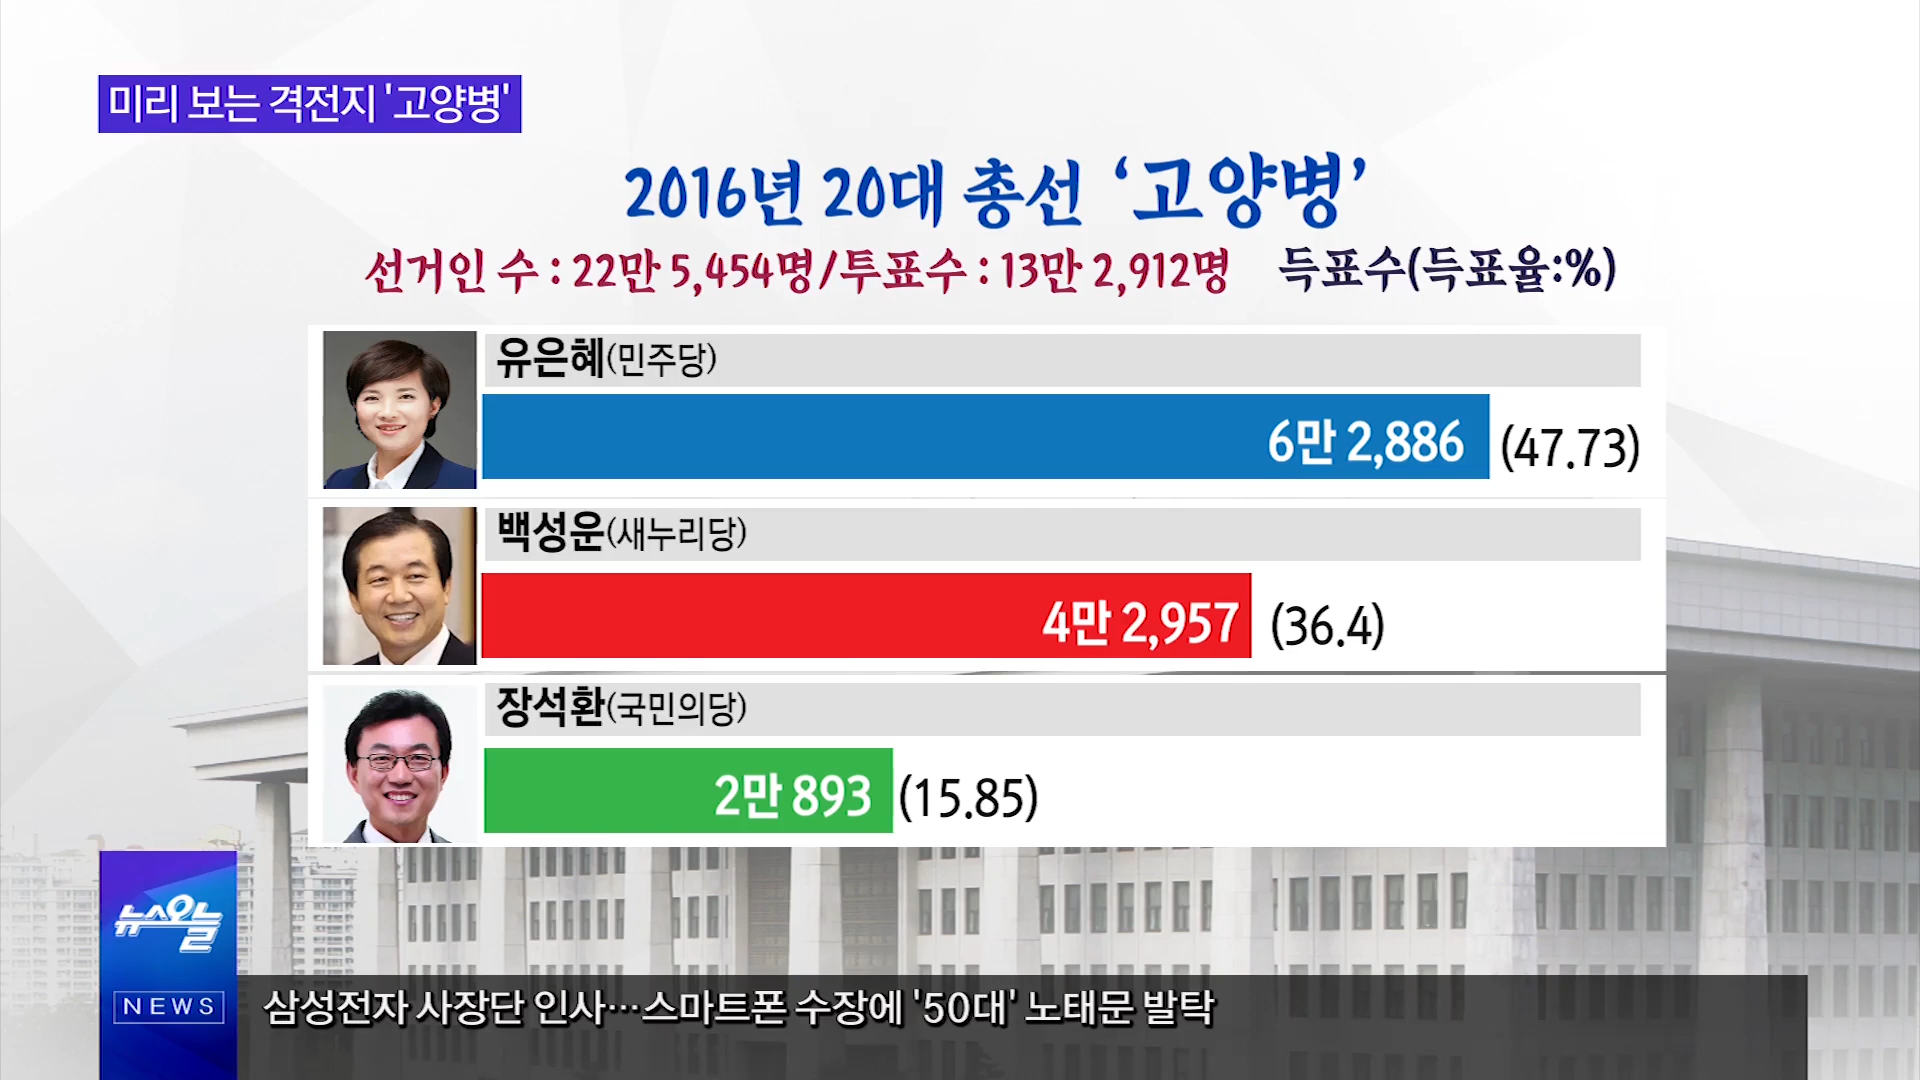 미리 보는 격전지 '고양병'
2016년 20대 총선 ‘고양병’
선거인 수 : 22만 5,454명/투표수 : 13만 2,912명 득표수(득표율:%)
유은혜(민주당)
6만 2,886 (47.73)
백성운(새누리당)
4만 2,957 (36.4)
장석환(국민의당)
2만 893 (15.85)
뉴스오늘
NEWS
삼성전자 사장단 인사…스마트폰 수장에 '50대' 노태문 발탁